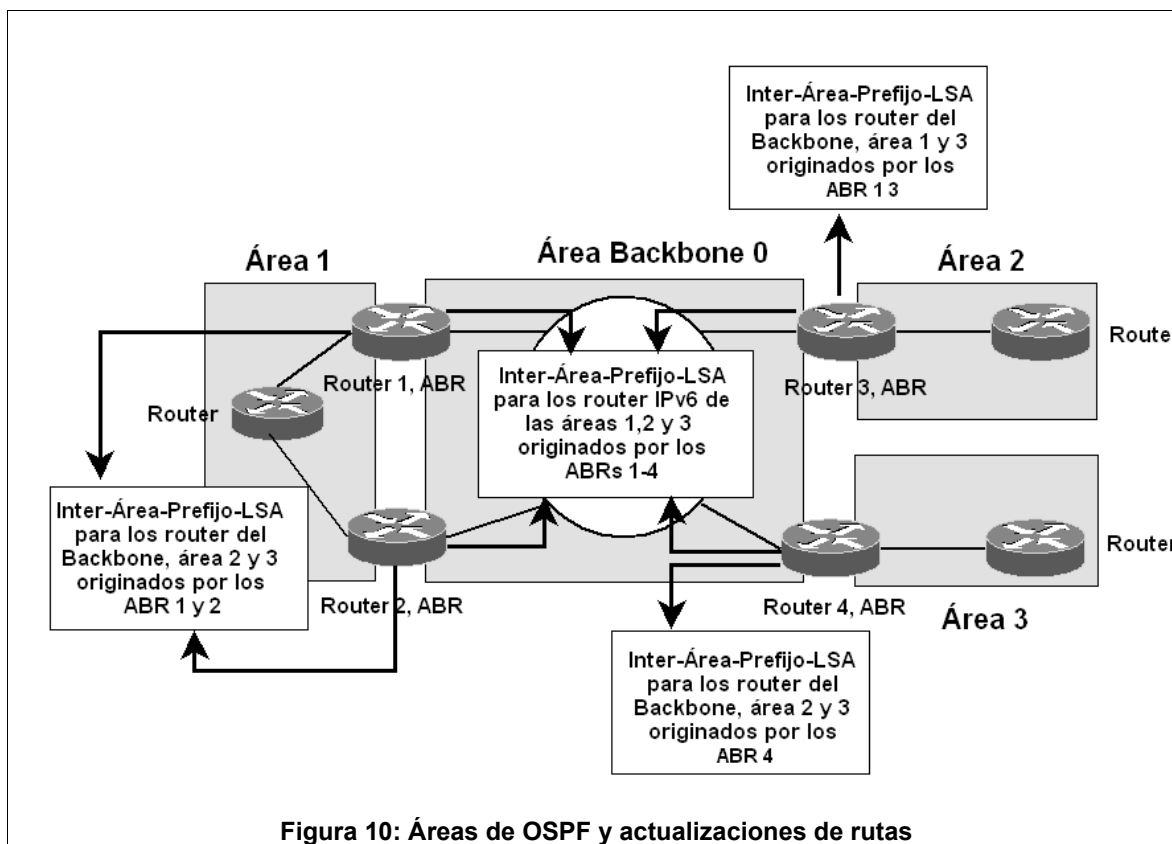 Inter-Área-Prefijo-LSA
para los router del
Backbone, área 1 y 3
originados por los
ABR 1 3
Área 1
Área Backbone 0
Área 2
Router 1, ABR
Router
Inter-Área-Prefijo-LSA
para los router IPv6 de
las áreas 1,2 y 3
originados por los
ABRs 1-4
Router 3, ABR
Router
Inter-Área-Prefijo-LSA
para los router del
Backbone, área 2 y 3
originados por los
ABR 1 y 2
Router 2, ABR
Router 4, ABR
Router
Área 3
Inter-Área-Prefijo-LSA
para los router del
Backbone, área 2 y 3
originados por los
ABR 4
Figura 10: Áreas de OSPF y actualizaciones de rutas